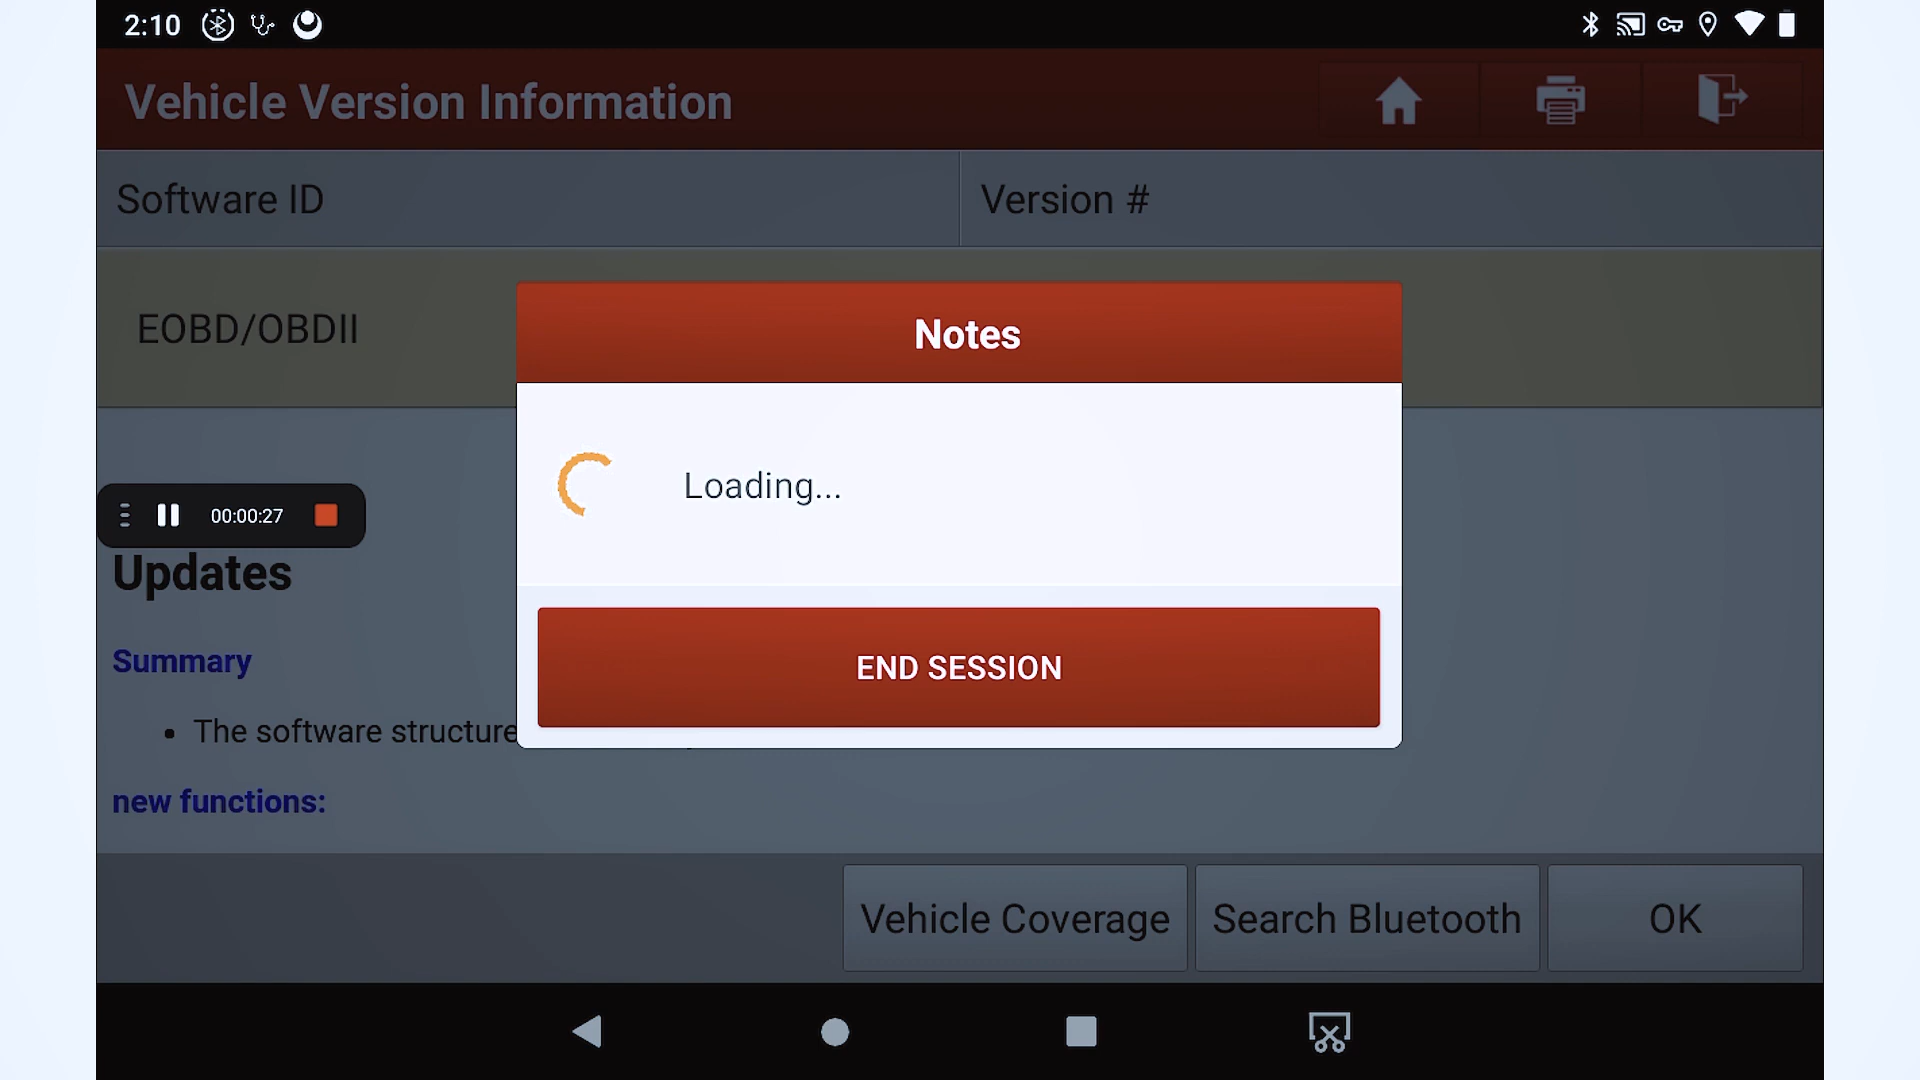 2:10
Vehicle Version Information
Software ID
Version #
EOBD/OBDII
Notes
Loading...
00:00:27
Updates
Summary
END SESSION
• The software structure
new functions:
Vehicle Coverage
Search Bluetooth
OK